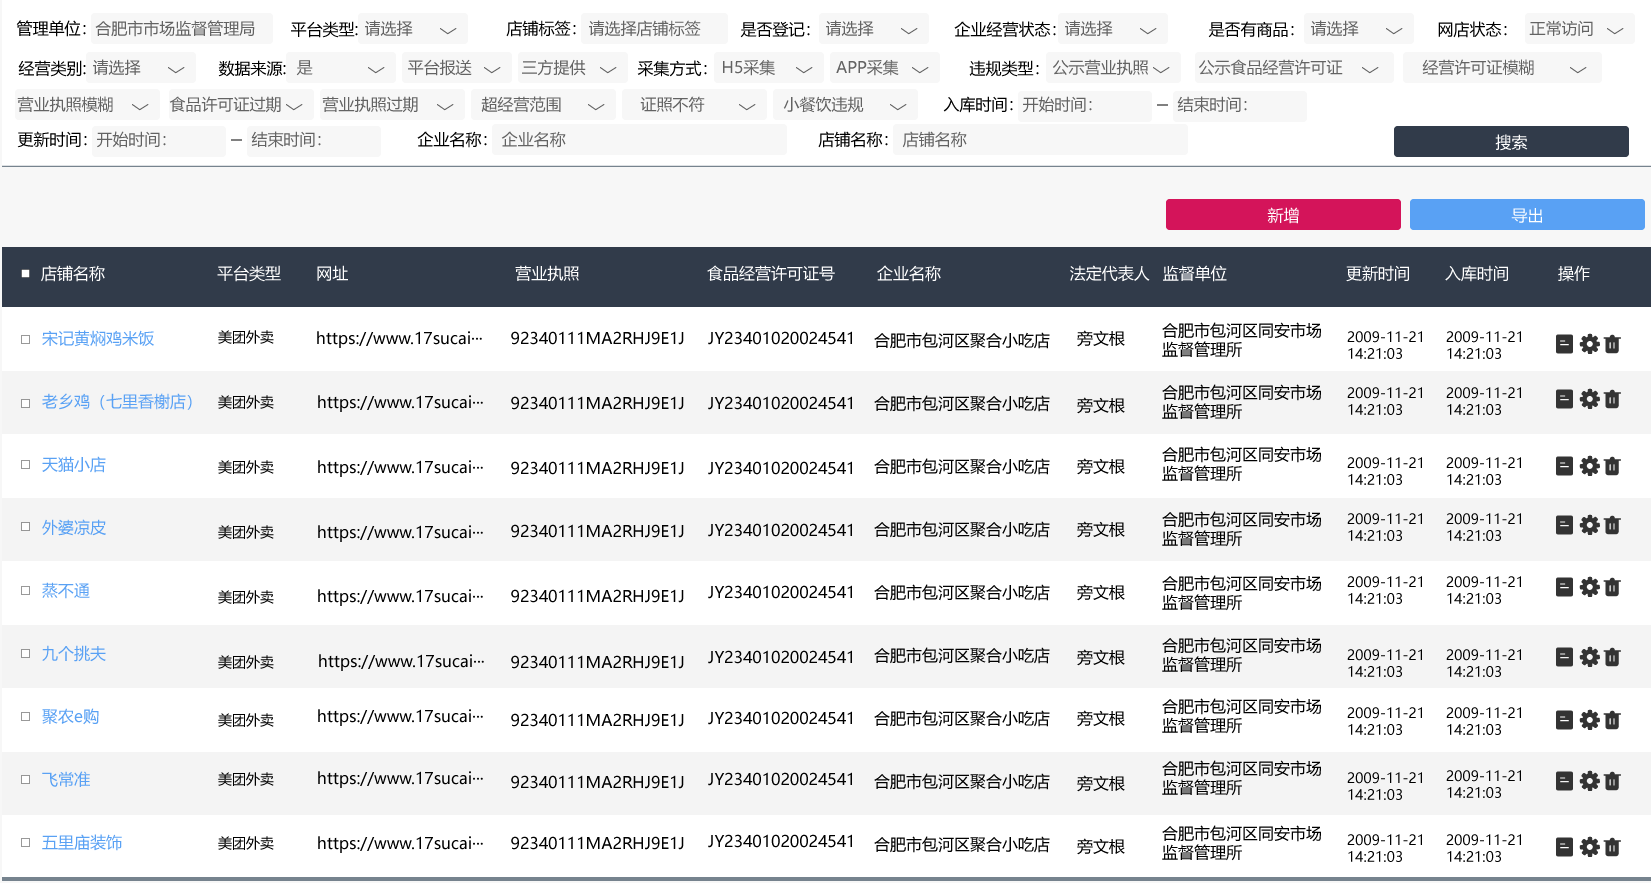 管理单位: 合肥市市场监督管理局 平台类型: 请选择 店铺标签: 请选择店铺标签 是否登记: 请选择 企业经营状态: 请选择 是否有商品: 请选择 网店状态: 正常访问
经营类别: 请选择 数据来源: 是 平台报送 三方提供 采集方式: H5采集 APP采集 违规类型: 公示营业执照 公示食品经营许可证 经营许可证模糊
营业执照模糊 食品许可证过期 营业执照过期 超经营范围 证照不符 小餐饮违规 入库时间: 开始时间: – 结束时间:
更新时间: 开始时间: – 结束时间: 企业名称: 企业名称 店铺名称: 店铺名称 搜索
新增 导出
店铺名称 平台类型 网址 营业执照 食品经营许可证号 企业名称 法定代表人 监督单位 更新时间 入库时间 操作
宋记黄焖鸡米饭 美团外卖 https://www.17sucai··· 92340111MA2RHJ9E1J JY23401020024541 合肥市包河区聚合小吃店 旁文根 合肥市包河区同安市场 2009-11-21 2009-11-21
监督管理所 14:21:03 14:21:03
老乡鸡（七里香榭店） 美团外卖 https://www.17sucai··· 92340111MA2RHJ9E1J JY23401020024541 合肥市包河区聚合小吃店 旁文根 合肥市包河区同安市场 2009-11-21 2009-11-21
监督管理所 14:21:03 14:21:03
天猫小店 美团外卖 https://www.17sucai··· 92340111MA2RHJ9E1J JY23401020024541 合肥市包河区聚合小吃店 旁文根 合肥市包河区同安市场 2009-11-21 2009-11-21
监督管理所 14:21:03 14:21:03
外婆凉皮 美团外卖 https://www.17sucai··· 92340111MA2RHJ9E1J JY23401020024541 合肥市包河区聚合小吃店 旁文根 合肥市包河区同安市场 2009-11-21 2009-11-21
监督管理所 14:21:03 14:21:03
蒸不通 美团外卖 https://www.17sucai··· 92340111MA2RHJ9E1J JY23401020024541 合肥市包河区聚合小吃店 旁文根 合肥市包河区同安市场 2009-11-21 2009-11-21
监督管理所 14:21:03 14:21:03
九个挑夫 美团外卖 https://www.17sucai··· 92340111MA2RHJ9E1J JY23401020024541 合肥市包河区聚合小吃店 旁文根 合肥市包河区同安市场 2009-11-21 2009-11-21
监督管理所 14:21:03 14:21:03
聚农e购 美团外卖 https://www.17sucai··· 92340111MA2RHJ9E1J JY23401020024541 合肥市包河区聚合小吃店 旁文根 合肥市包河区同安市场 2009-11-21 2009-11-21
监督管理所 14:21:03 14:21:03
飞常准 美团外卖 https://www.17sucai··· 92340111MA2RHJ9E1J JY23401020024541 合肥市包河区聚合小吃店 旁文根 合肥市包河区同安市场 2009-11-21 2009-11-21
监督管理所 14:21:03 14:21:03
五里庙装饰 美团外卖 https://www.17sucai··· 92340111MA2RHJ9E1J JY23401020024541 合肥市包河区聚合小吃店 旁文根 合肥市包河区同安市场 2009-11-21 2009-11-21
监督管理所 14:21:03 14:21:03